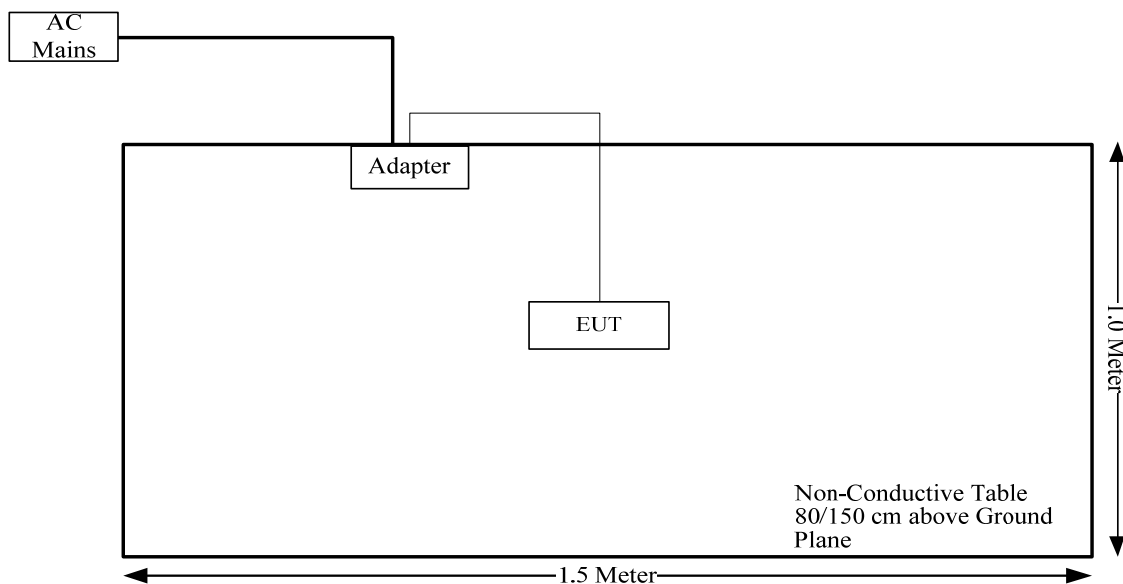 AC
Mains
Adapter
EUT
1.0 Meter
Non-Conductive Table
80/150 cm above Ground
Plane
1.5 Meter